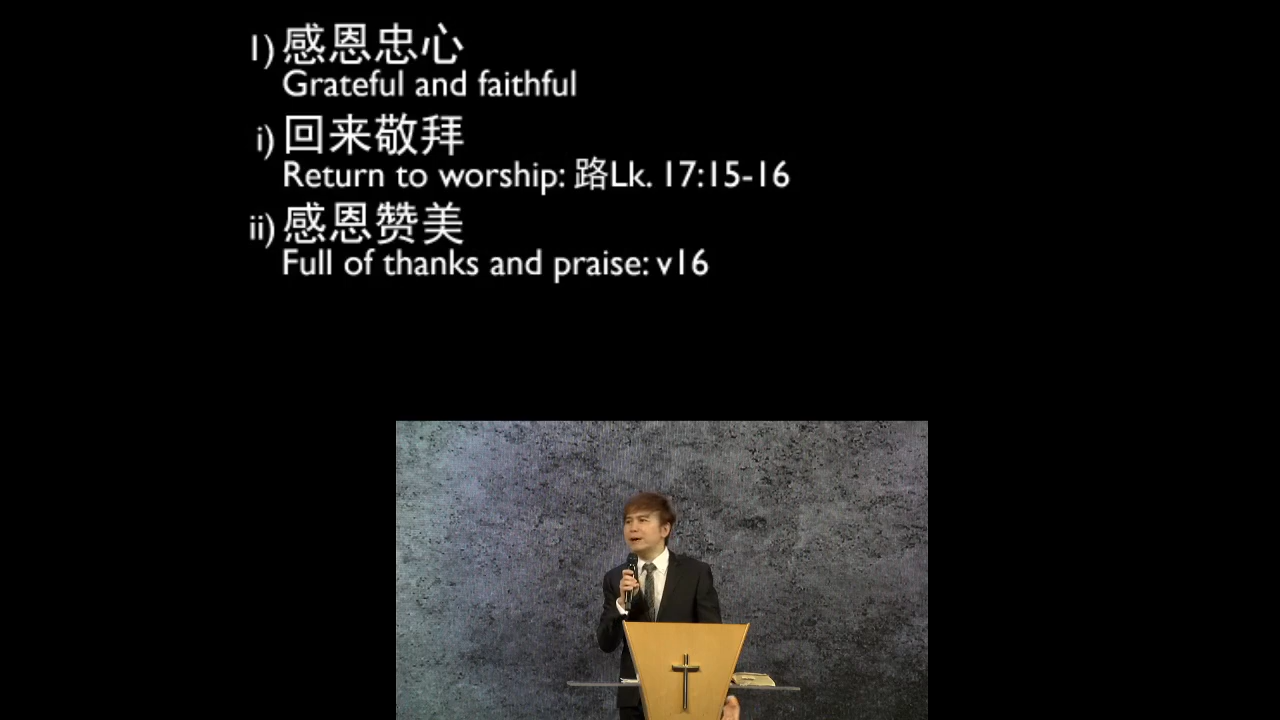 1) 感恩忠心
Grateful and faithful
i) 回来敬拜
Return to worship: 路Lk. 17:15-16
ii) 感恩赞美
Full of thanks and praise: v16